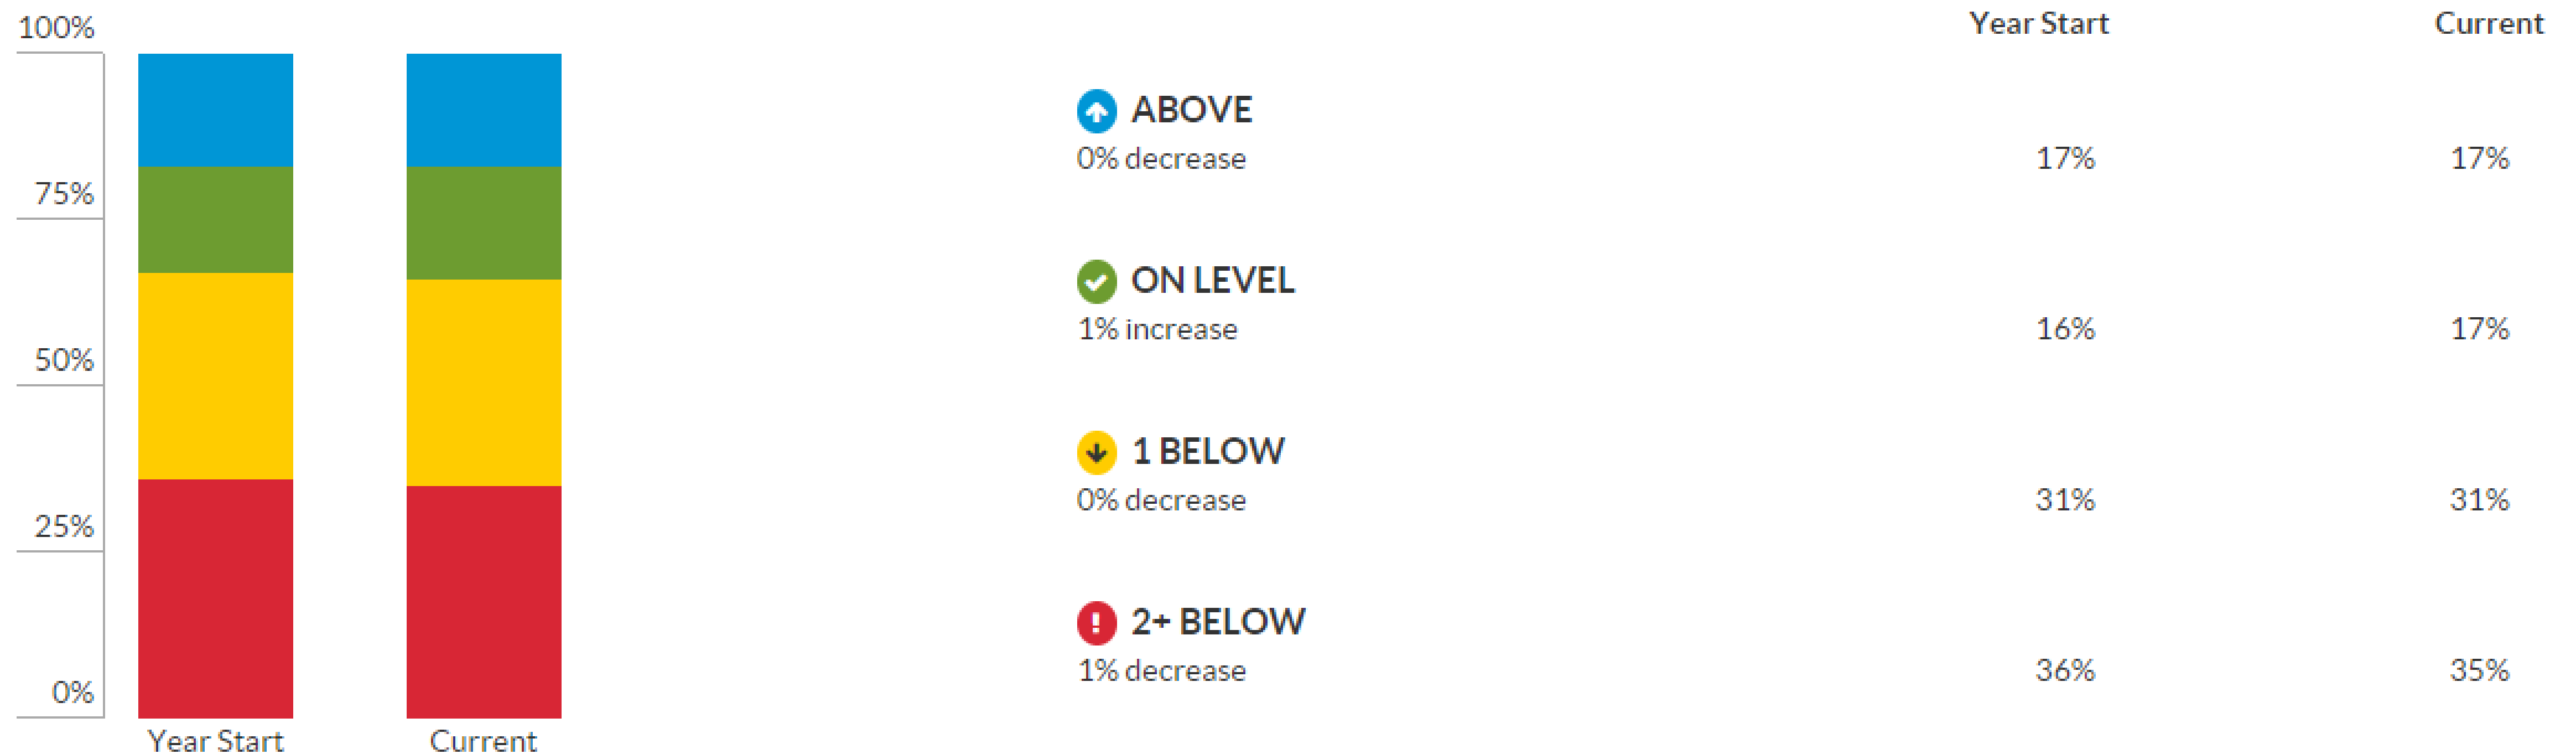 100%
75%
50%
25%
0%
Year Start Current
Year Start Current
ABOVE
0% decrease 17% 17%
ON LEVEL
1% increase 16% 17%
1 BELOW
0% decrease 31% 31%
2+ BELOW
1% decrease 36% 35%